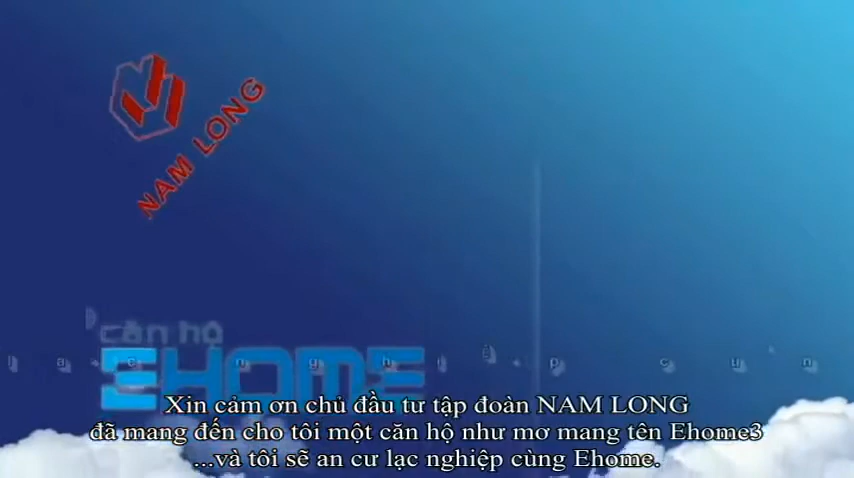 NAM LONG
căn hộ
EHOME
l a c n g h i ệ p c u n
Xin cảm ơn chủ đầu tư tập đoàn NAM LONG
đã mang đến cho tôi một căn hộ như mơ mang tên Ehome3
...và tôi sẽ an cư lạc nghiệp cùng Ehome.